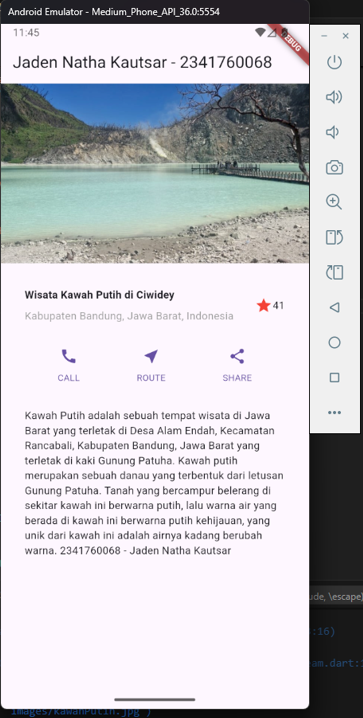 Android Emulator - Medium_Phone_API_36.0:5554
11:45
DEBUG
Jaden Natha Kautsar - 2341760068
Wisata Kawah Putih di Ciwidey
Kabupaten Bandung, Jawa Barat, Indonesia
41
CALL ROUTE SHARE
Kawah Putih adalah sebuah tempat wisata di Jawa
Barat yang terletak di Desa Alam Endah, Kecamatan
Rancabali, Kabupaten Bandung, Jawa Barat yang
terletak di kaki Gunung Patuha. Kawah putih
merupakan sebuah danau yang terbentuk dari letusan
Gunung Patuha. Tanah yang bercampur belerang di
sekitar kawah ini berwarna putih, lalu warna air yang
berada di kawah ini berwarna putih kehijauan, yang
unik dari kawah ini adalah airnya kadang berubah
warna. 2341760068 - Jaden Natha Kautsar
ude, \escape)
:16)
am.dart: